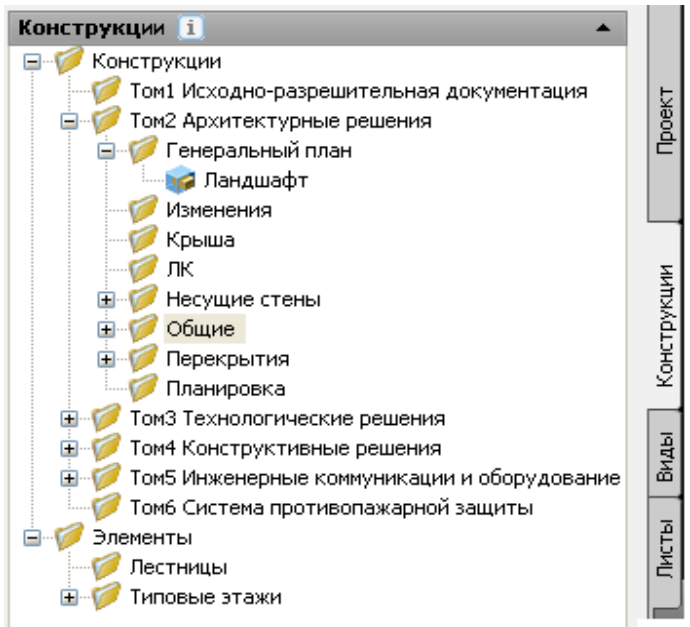 Конструкции
Конструкции
Том1 Исходно-разрешительная документация
Том2 Архитектурные решения
Генеральный план
Ландшафт
Изменения
Крыша
ЛК
Несущие стены
Общие
Перекрытия
Планировка
Том3 Технологические решения
Том4 Конструктивные решения
Том5 Инженерные коммуникации и оборудование
Том6 Система противопажарной защиты
Элементы
Лестницы
Типовые этажи
Проект
Конструкции
Виды
Листы